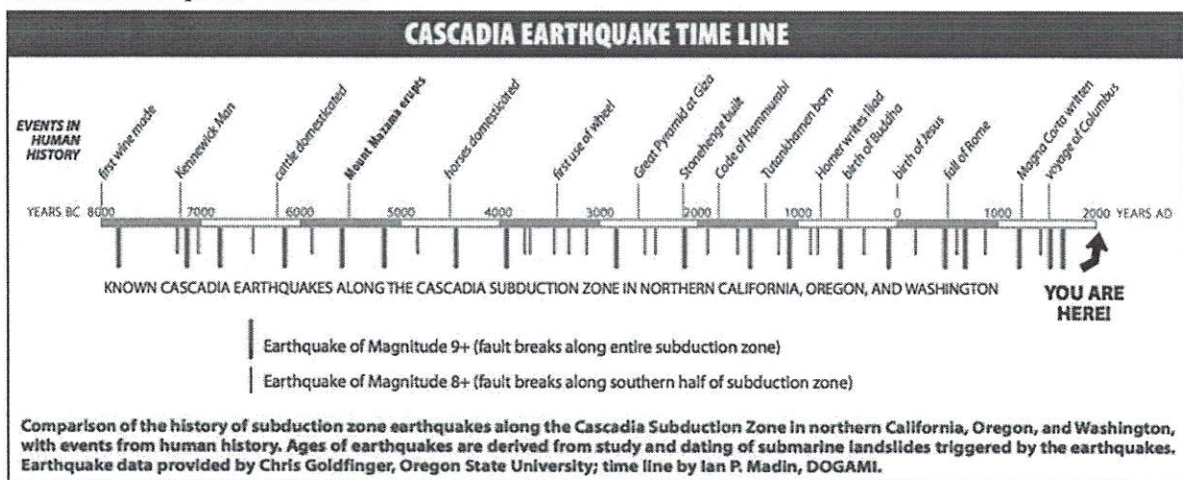 CASCADIA EARTHQUAKE TIME LINE
EVENTS IN
HUMAN
HISTORY
first wine made
Kennewick Man
cattle domesticated
Mount Mazama erupts
horses domesticated
first use of wheel
Great Pyramid at Giza
Stonehenge built
Code of Hammurabi
Tutankhamen born
Homer writes Iliad
birth of Buddha
birth of Jesus
fall of Rome
Magna Carta written
voyage of Columbus
YEARS BC 8000 7000 6000 5000 4000 3000 2000 1000 0 1000 2000 YEARS AD
KNOWN CASCADIA EARTHQUAKES ALONG THE CASCADIA SUBDUCTION ZONE IN NORTHERN CALIFORNIA, OREGON, AND WASHINGTON
YOU ARE
HERE!
Earthquake of Magnitude 9+ (fault breaks along entire subduction zone)
Earthquake of Magnitude 8+ (fault breaks along southern half of subduction zone)
Comparison of the history of subduction zone earthquakes along the Cascadia Subduction Zone in northern California, Oregon, and Washington,
with events from human history. Ages of earthquakes are derived from study and dating of submarine landslides triggered by the earthquakes.
Earthquake data provided by Chris Goldfinger, Oregon State University; time line by Ian P. Madin, DOGAMI.